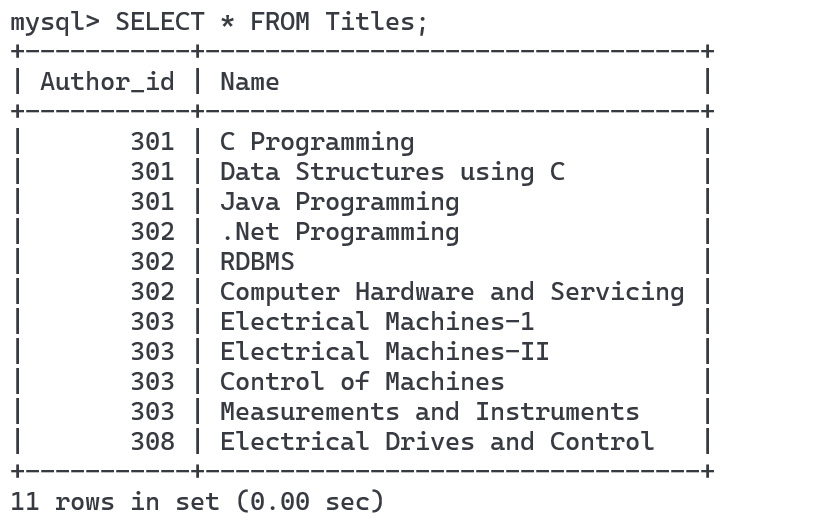 mysql> SELECT * FROM Titles;
+-----------+---------------------------------+
| Author_id | Name                            |
+-----------+---------------------------------+
|       301 | C Programming                   |
|       301 | Data Structures using C         |
|       301 | Java Programming                |
|       302 | .Net Programming                |
|       302 | RDBMS                           |
|       302 | Computer Hardware and Servicing |
|       303 | Electrical Machines-1           |
|       303 | Electrical Machines-II          |
|       303 | Control of Machines             |
|       303 | Measurements and Instruments    |
|       308 | Electrical Drives and Control   |
+-----------+---------------------------------+
11 rows in set (0.00 sec)